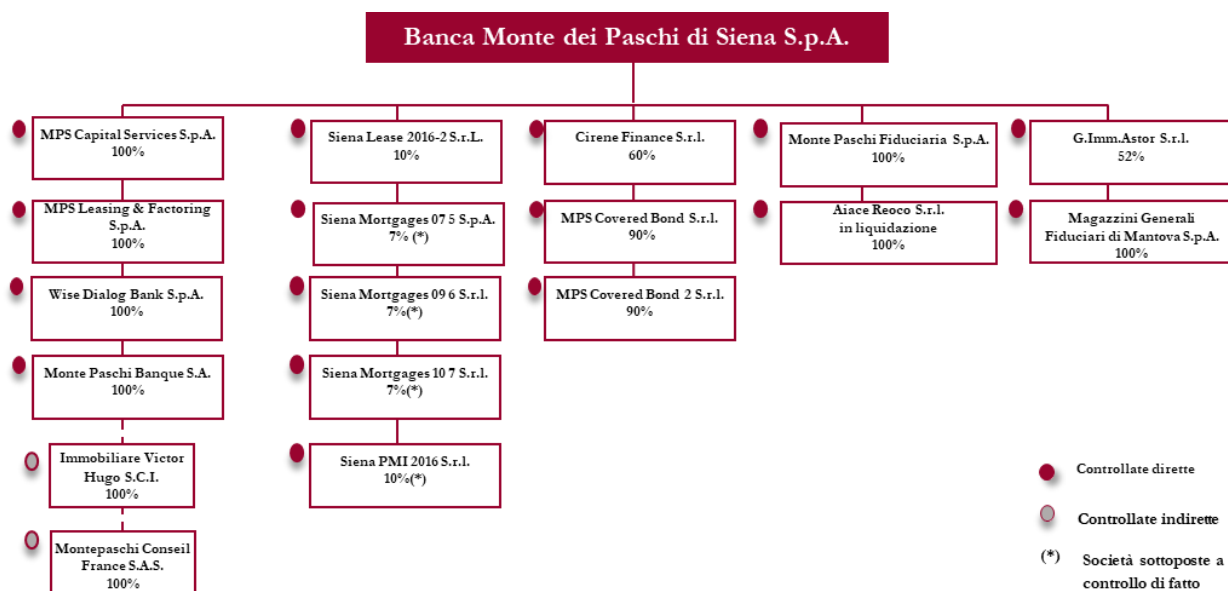 Banca Monte dei Paschi di Siena S.p.A.
MPS Capital Services S.p.A.
100%
MPS Leasing & Factoring
S.p.A.
100%
Wise Dialog Bank S.p.A.
100%
Monte Paschi Banque S.A.
100%
Immobiliare Victor
Hugo S.C.I.
100%
Montepaschi Conseil
France S.A.S.
100%
Siena Lease 2016-2 S.r.L.
10%
Siena Mortgages 07 5 S.p.A.
7% (*)
Siena Mortgages 09 6 S.r.l.
7%(*)
Siena Mortgages 10 7 S.r.l.
7%(*)
Siena PMI 2016 S.r.l.
10%(*)
Cirene Finance S.r.l.
60%
MPS Covered Bond S.r.l.
90%
MPS Covered Bond 2 S.r.l.
90%
Monte Paschi Fiduciaria S.p.A.
100%
Aiace Reoco S.r.l.
in liquidazione
100%
G.Imm.Astor S.r.l.
52%
Magazzini Generali
Fiduciari di Mantova S.p.A.
100%
Controllate dirette
Controllate indirette
(*) Società sottoposte a
controllo di fatto